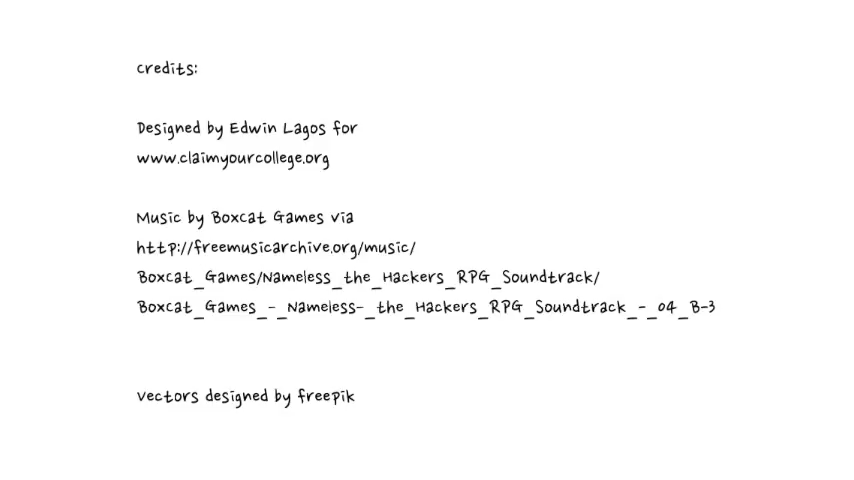 credits:
Designed by Edwin Lagos for
www.claimyourcollege.org
Music by Boxcat Games via
http://freemusicarchive.org/music/
Boxcat_Games/Nameless_the_Hackers_RPG_Soundtrack/
Boxcat_Games_-_Nameless-_the_Hackers_RPG_Soundtrack_-_04_B-3
vectors designed by freepik